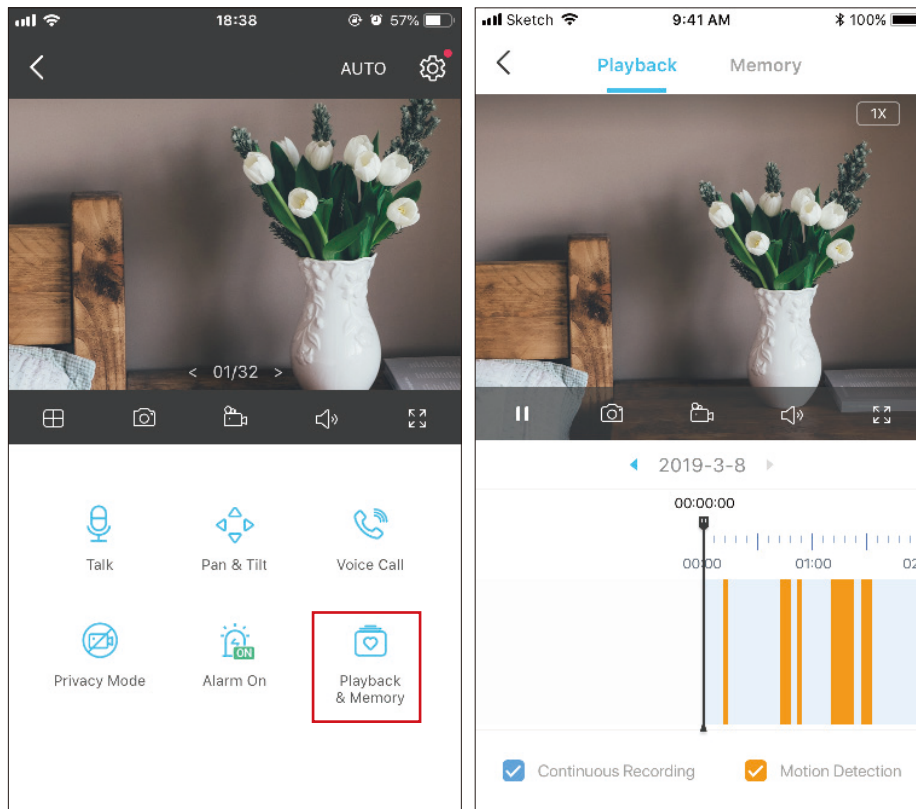 18:38
57%
AUTO
< 01/32 >
Talk
Pan & Tilt
Voice Call
ON
Privacy Mode
Alarm On
Playback
& Memory
Sketch
9:41 AM
100%
Playback
Memory
1X
2019-3-8
00:00:00
00:00
01:00
02
Continuous Recording
Motion Detection